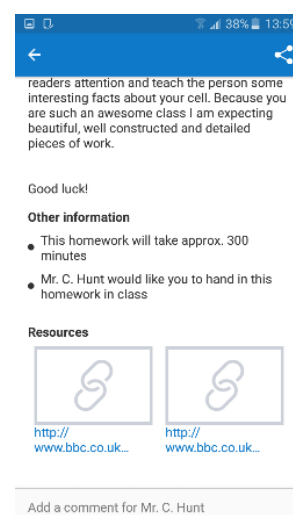 38% 13:59
readers attention and teach the person some
interesting facts about your cell. Because you
are such an awesome class I am expecting
beautiful, well constructed and detailed
pieces of work.
Good luck!
Other information
This homework will take approx. 300
minutes
Mr. C. Hunt would like you to hand in this
homework in class
Resources
http://
www.bbc.co.uk...
http://
www.bbc.co.uk...
Add a comment for Mr. C. Hunt